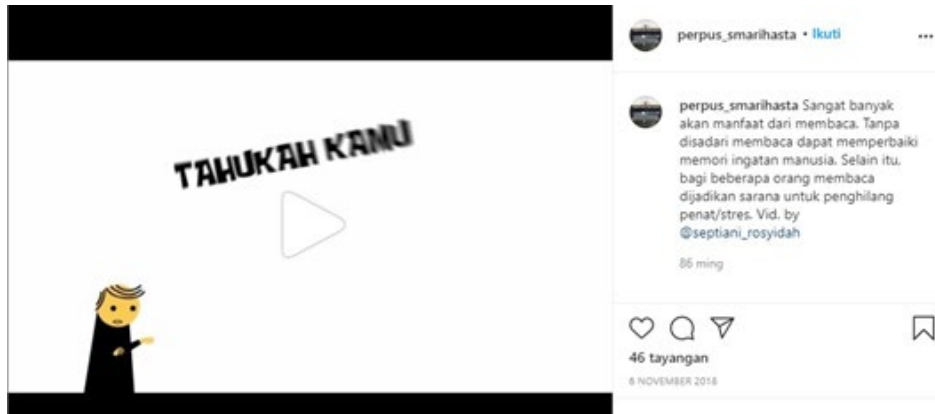 TAHUKAH KAMU
perpus_smarihasta • Ikuti
perpus_smarihasta Sangat banyak
akan manfaat dari membaca. Tanpa
disadari membaca dapat memperbaiki
memori ingatan manusia. Selain itu,
bagi beberapa orang membaca
dijadikan sarana untuk penghilang
penat/stres. Vid. by
@septiani_rosyidah
86 ming
46 tayangan
6 NOVEMBER 2018